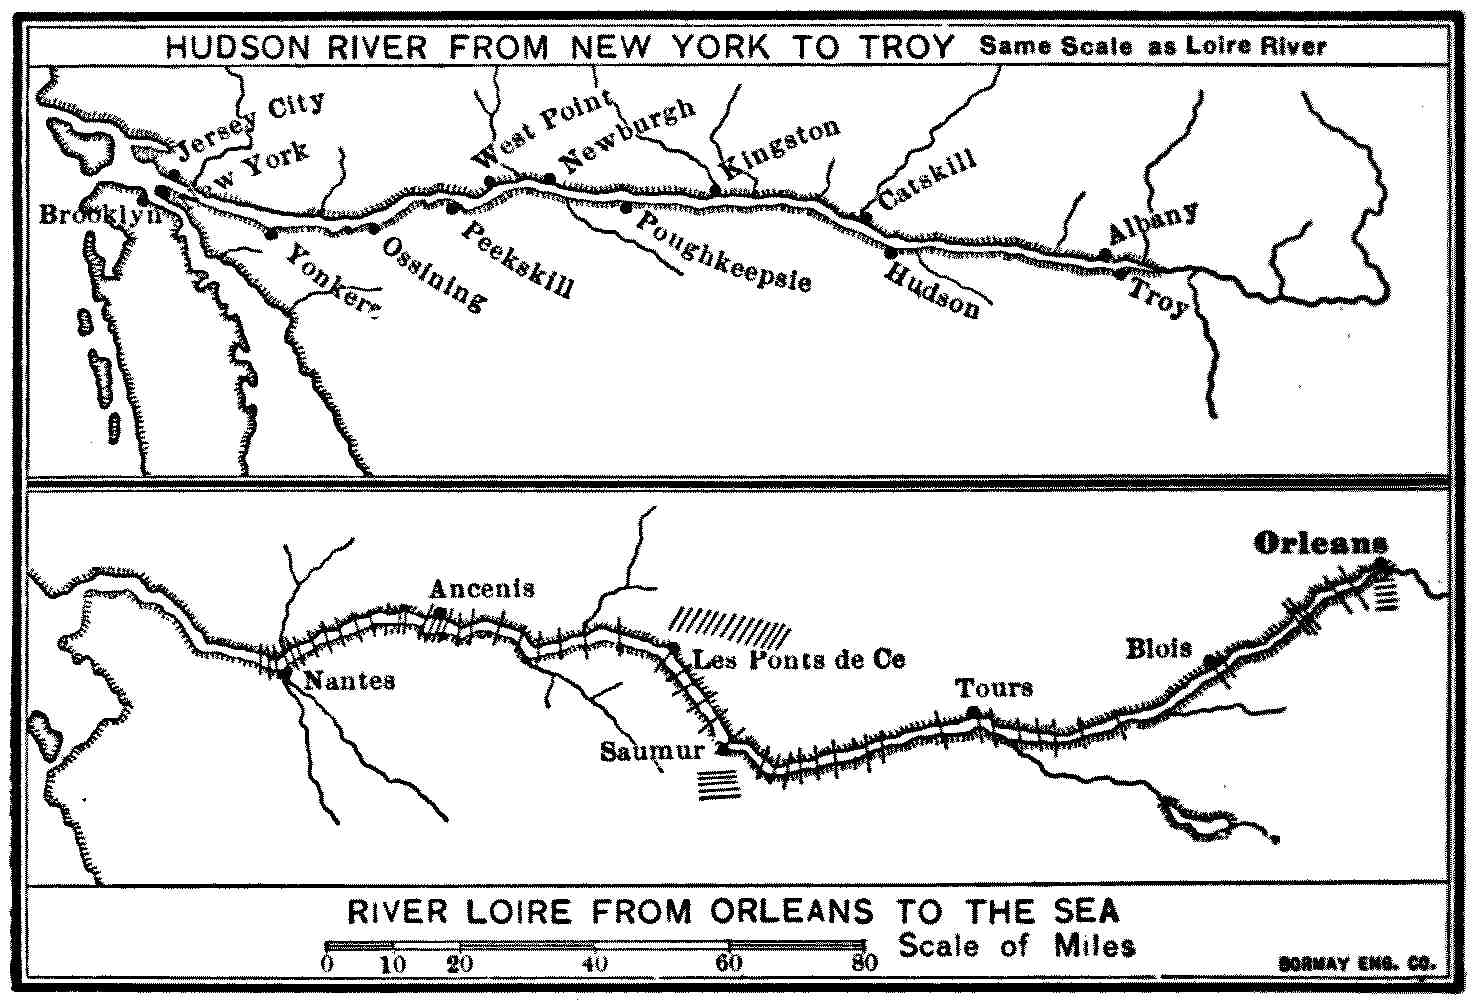 HUDSON RIVER FROM NEW YORK TO TROY Same Scale as Loire River
Jersey City
New York
Brooklyn
Yonkers
Ossining
Peekskill
West Point
Newburgh
Poughkeepsie
Kingston
Catskill
Hudson
Albany
Troy
Orleans
Ancenis
Nantes
Les Ponts de Ce
Saumur
Tours
Blois
RIVER LOIRE FROM ORLEANS TO THE SEA
Scale of Miles
0 10 20 40 60 80
BORMAY ENG. CO.